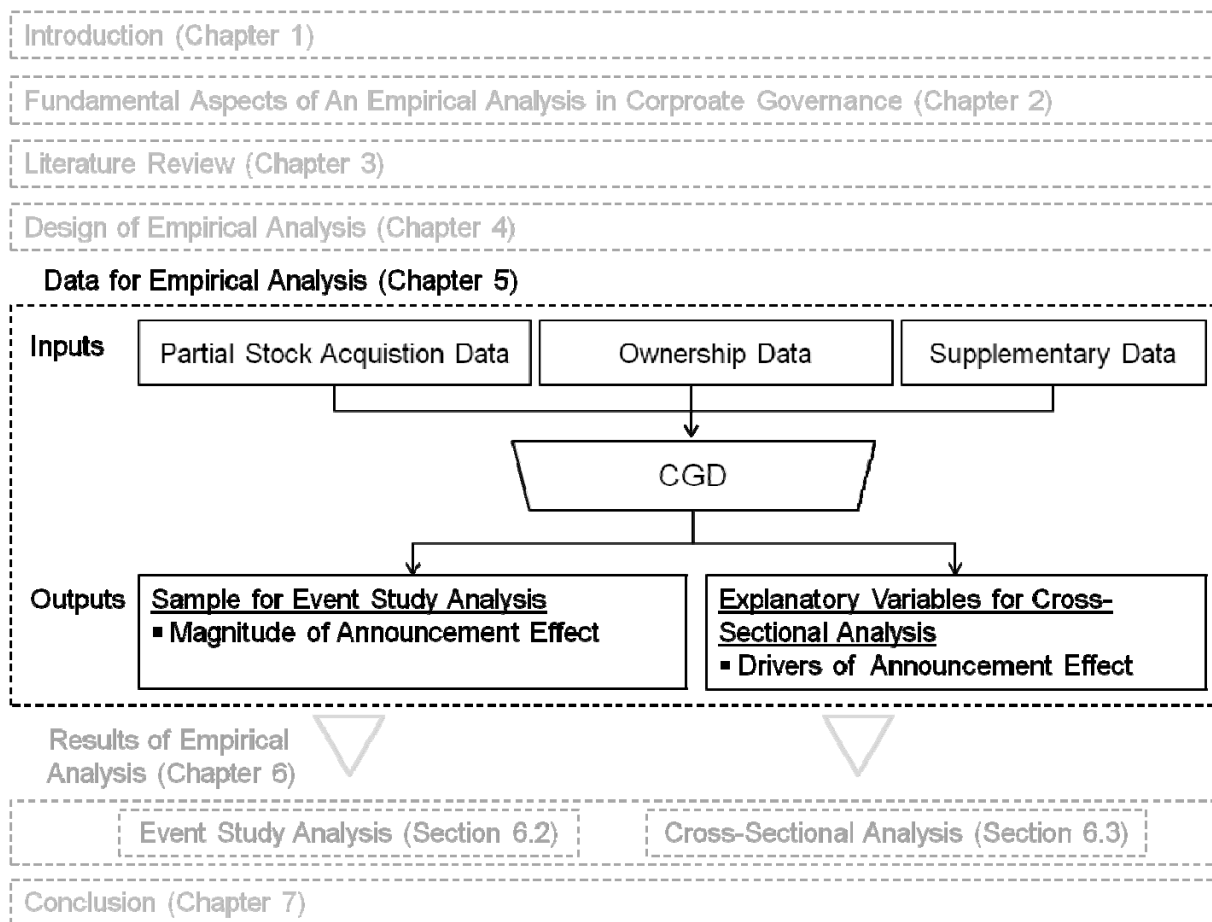 Introduction (Chapter 1)
Fundamental Aspects of An Empirical Analysis in Corproate Governance (Chapter 2)
Literature Review (Chapter 3)
Design of Empirical Analysis (Chapter 4)
Data for Empirical Analysis (Chapter 5)
Inputs
Partial Stock Acquistion Data
Ownership Data
Supplementary Data
CGD
Outputs
Sample for Event Study Analysis
▪ Magnitude of Announcement Effect
Explanatory Variables for Cross-
Sectional Analysis
▪ Drivers of Announcement Effect
Results of Empirical
Analysis (Chapter 6)
Event Study Analysis (Section 6.2)
Cross-Sectional Analysis (Section 6.3)
Conclusion (Chapter 7)